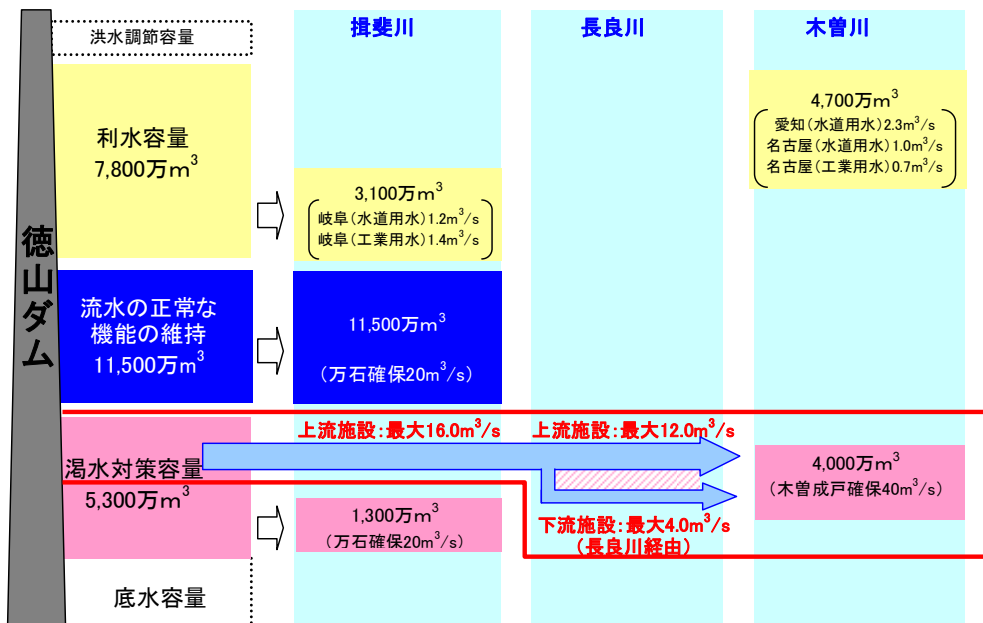 徳山ダム
洪水調節容量
利水容量
7,800万m³
流水の正常な
機能の維持
11,500万m³
渇水対策容量
5,300万m³
底水容量
揖斐川
3,100万m³
岐阜(水道用水)1.2m³/s
岐阜(工業用水)1.4m³/s
11,500万m³
(万石確保20m³/s)
上流施設:最大16.0m³/s
1,300万m³
(万石確保20m³/s)
長良川
上流施設:最大12.0m³/s
下流施設:最大4.0m³/s
(長良川経由)
木曽川
4,700万m³
愛知(水道用水)2.3m³/s
名古屋(水道用水)1.0m³/s
名古屋(工業用水)0.7m³/s
4,000万m³
(木曽成戸確保40m³/s)